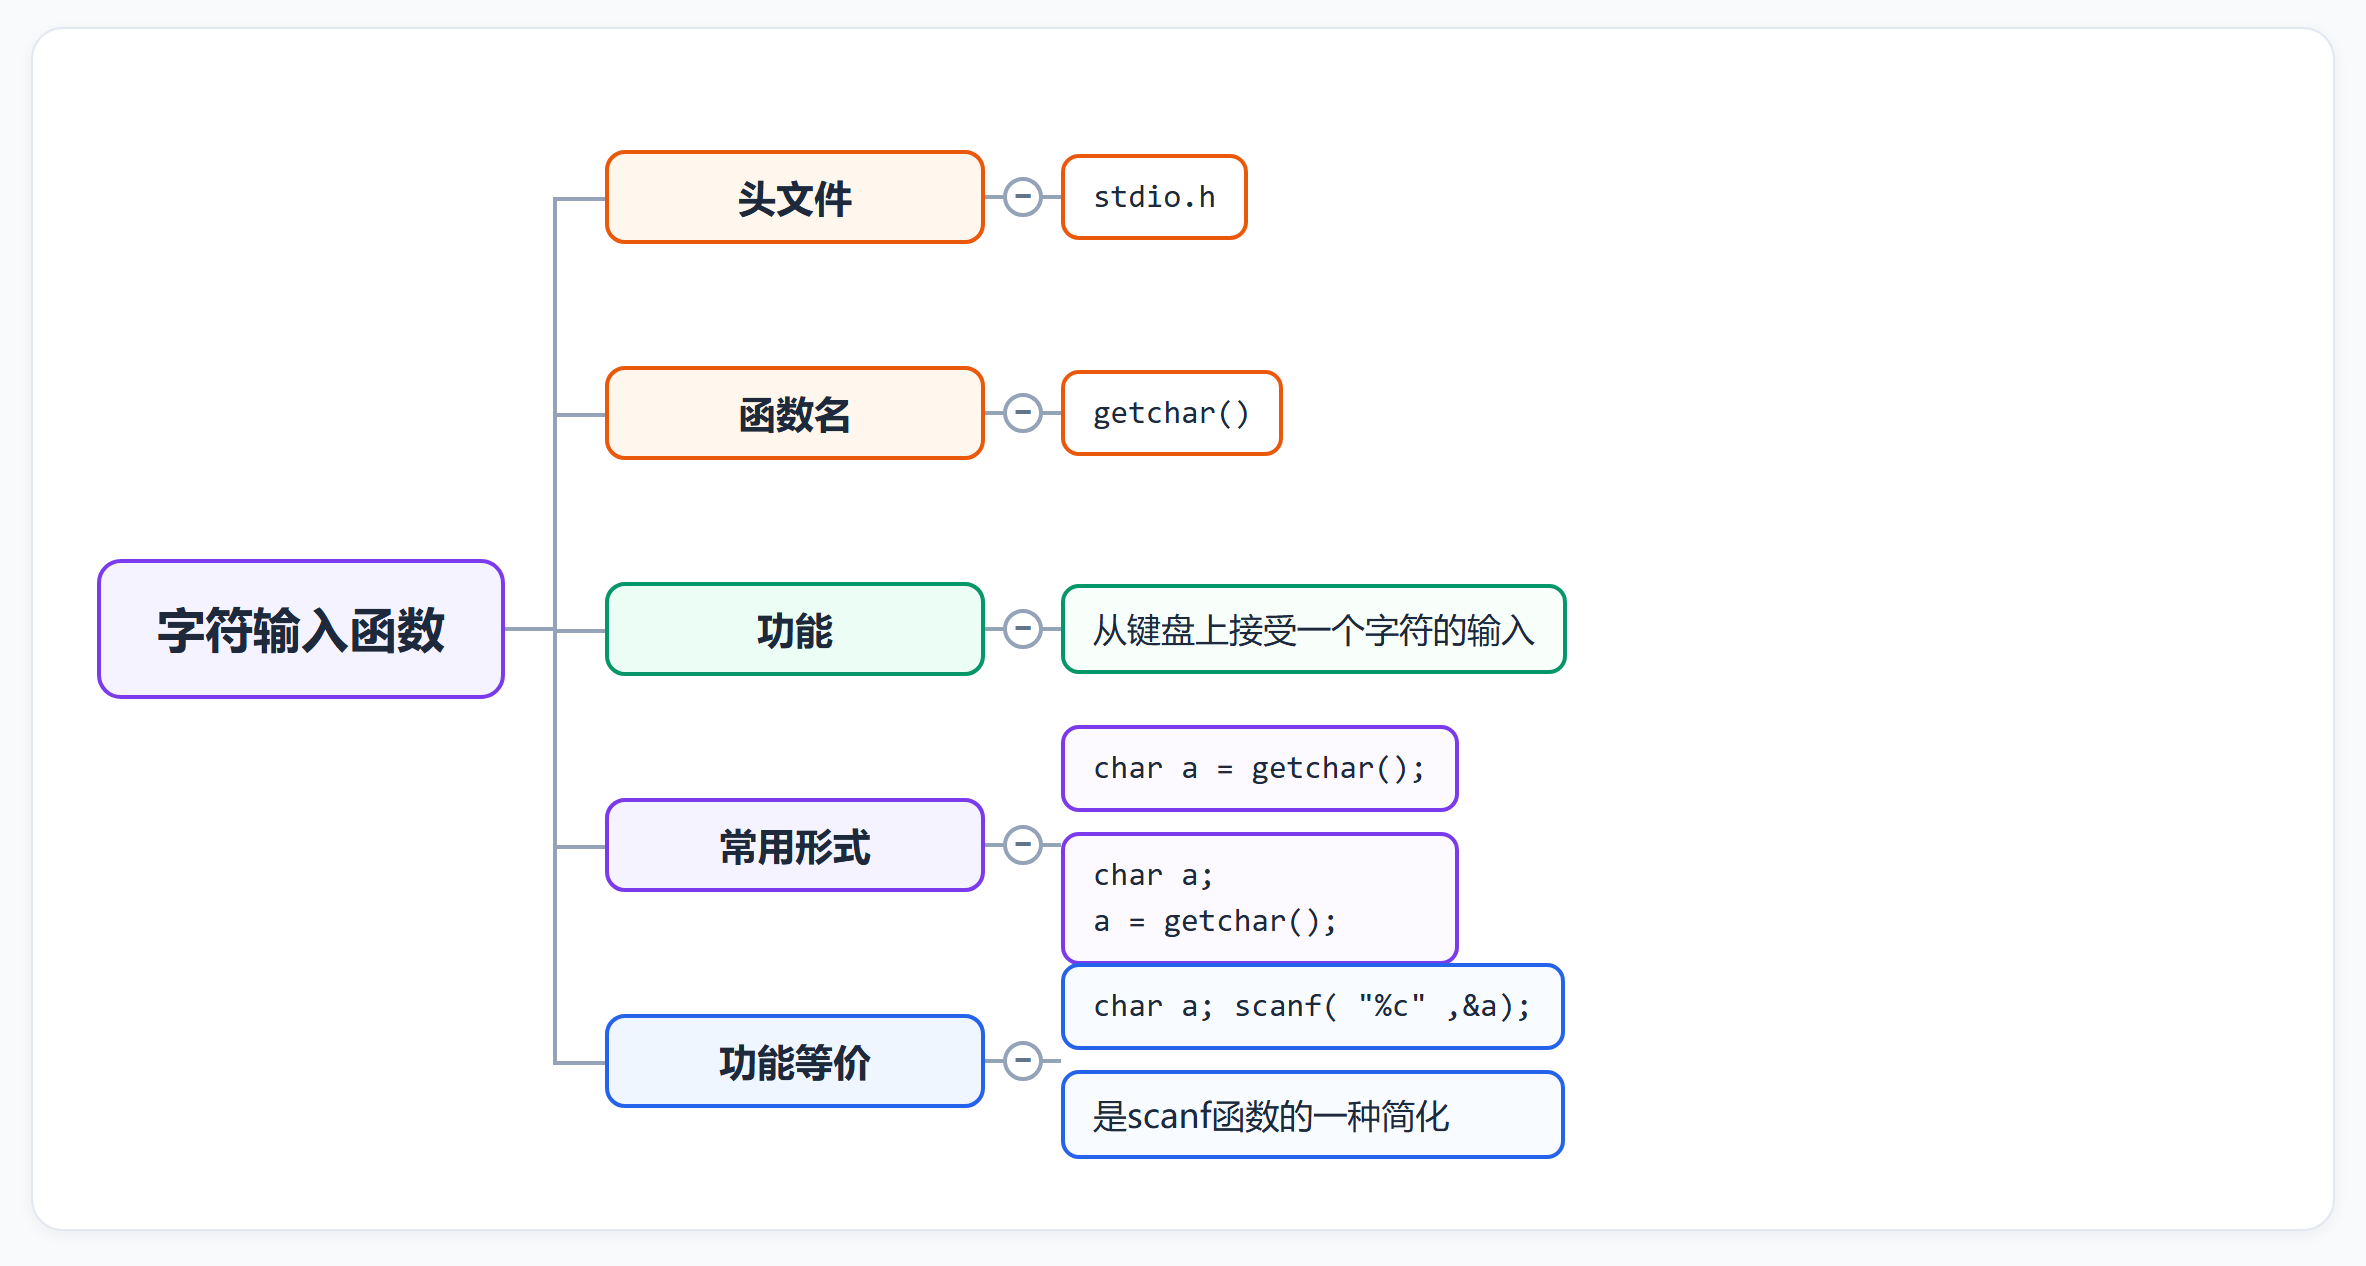 字符输入函数
头文件
stdio.h
函数名
getchar()
功能
从键盘上接受一个字符的输入
常用形式
char a = getchar();
char a;
a = getchar();
功能等价
char a; scanf( "%c" ,&a);
是scanf函数的一种简化